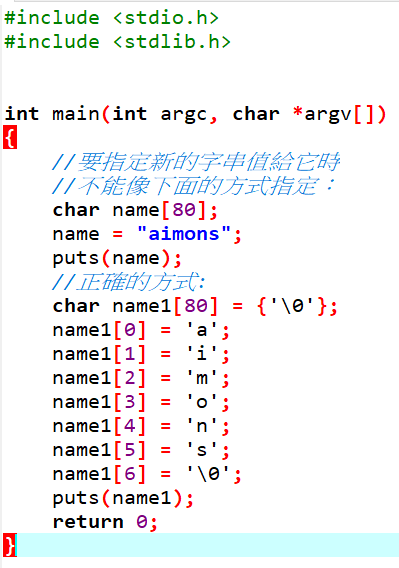 #include <stdio.h>
#include <stdlib.h>
int main(int argc, char *argv[])
{
    //要指定新的字串值給它時
    //不能像下面的方式指定：
    char name[80];
    name = "aimons";
    puts(name);
    //正確的方式:
    char name1[80] = {'\0'};
    name1[0] = 'a';
    name1[1] = 'i';
    name1[2] = 'm';
    name1[3] = 'o';
    name1[4] = 'n';
    name1[5] = 's';
    name1[6] = '\0';
    puts(name1);
    return 0;
}